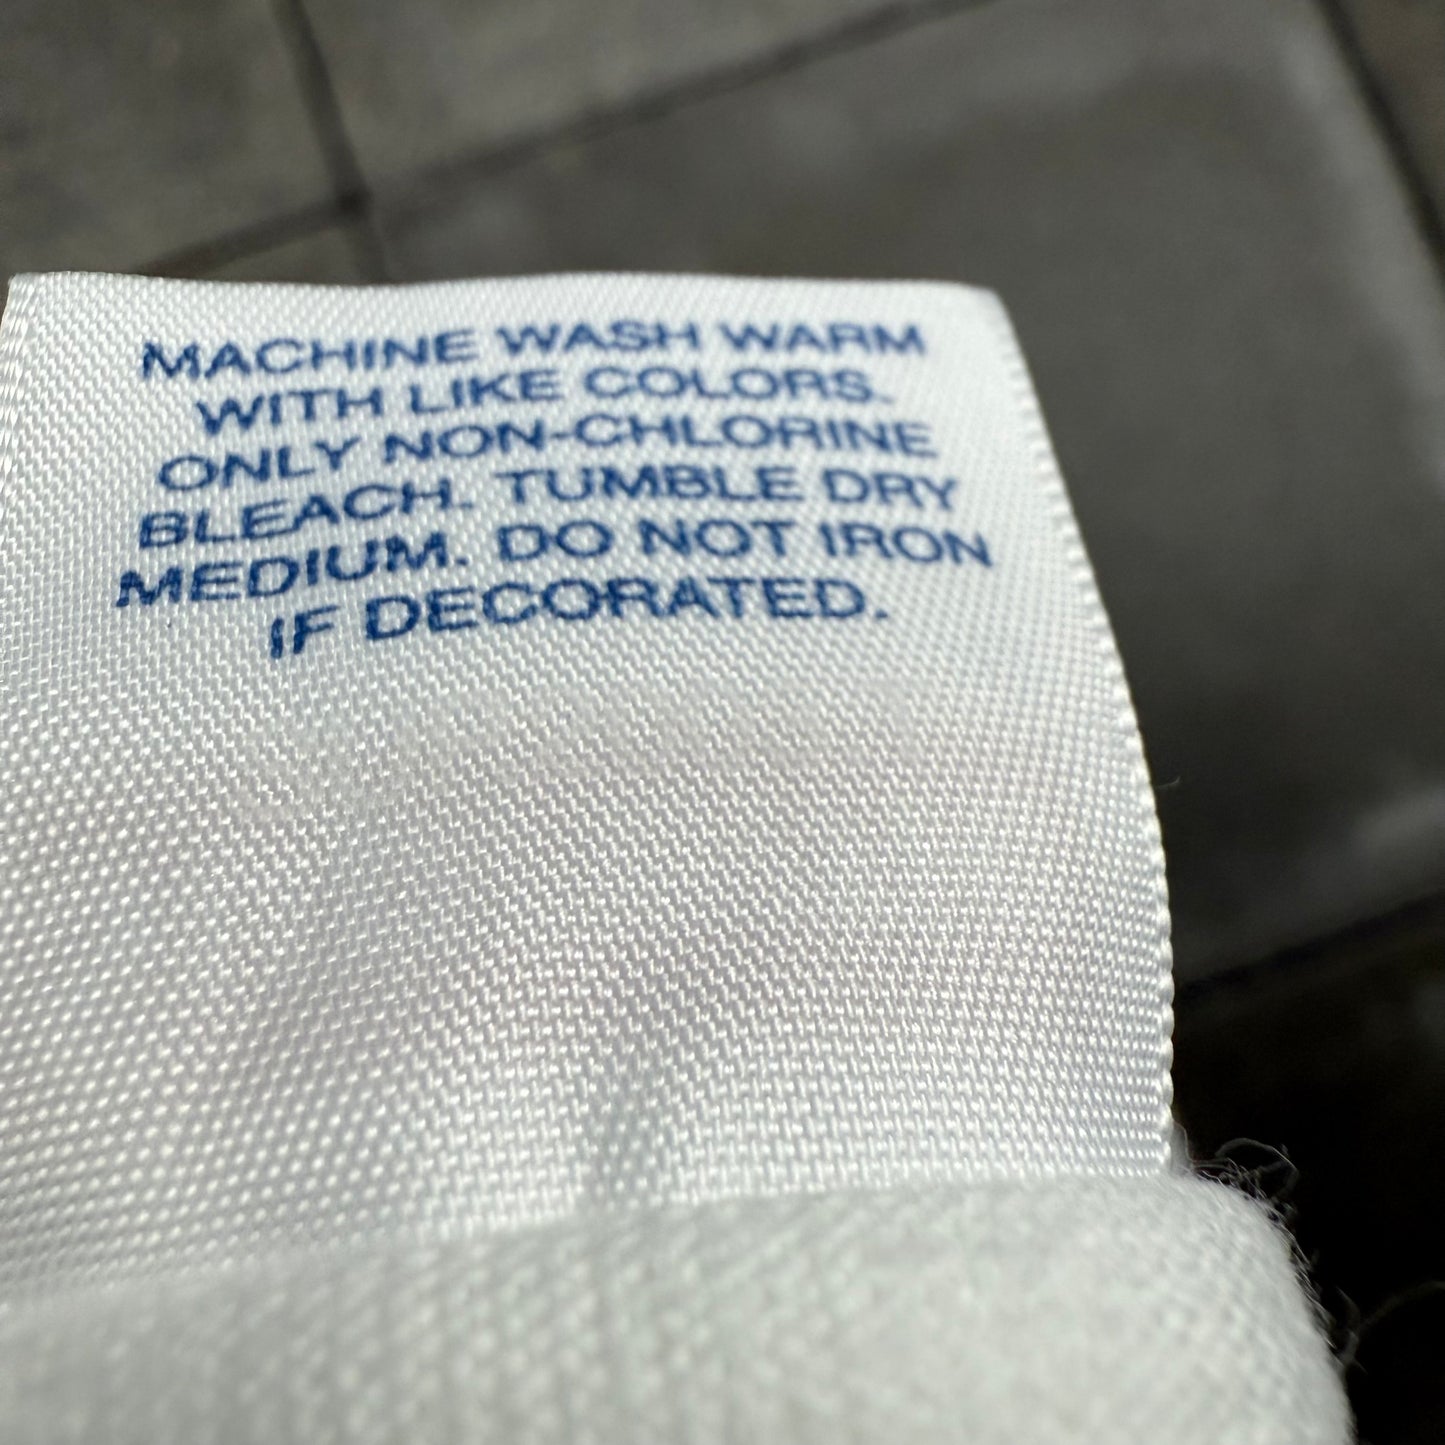 MACHINE WASH WARM
WITH LIKE COLORS.
ONLY NON-CHLORINE
BLEACH. TUMBLE DRY
MEDIUM. DO NOT IRON
IF DECORATED.